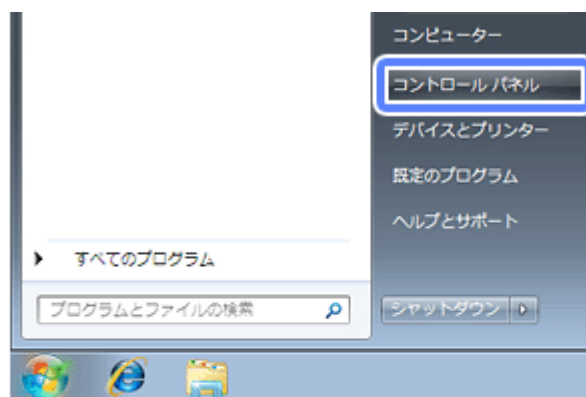 コンピューター
コントロール パネル
デバイスとプリンター
既定のプログラム
ヘルプとサポート
すべてのプログラム
プログラムとファイルの検索
シャットダウン